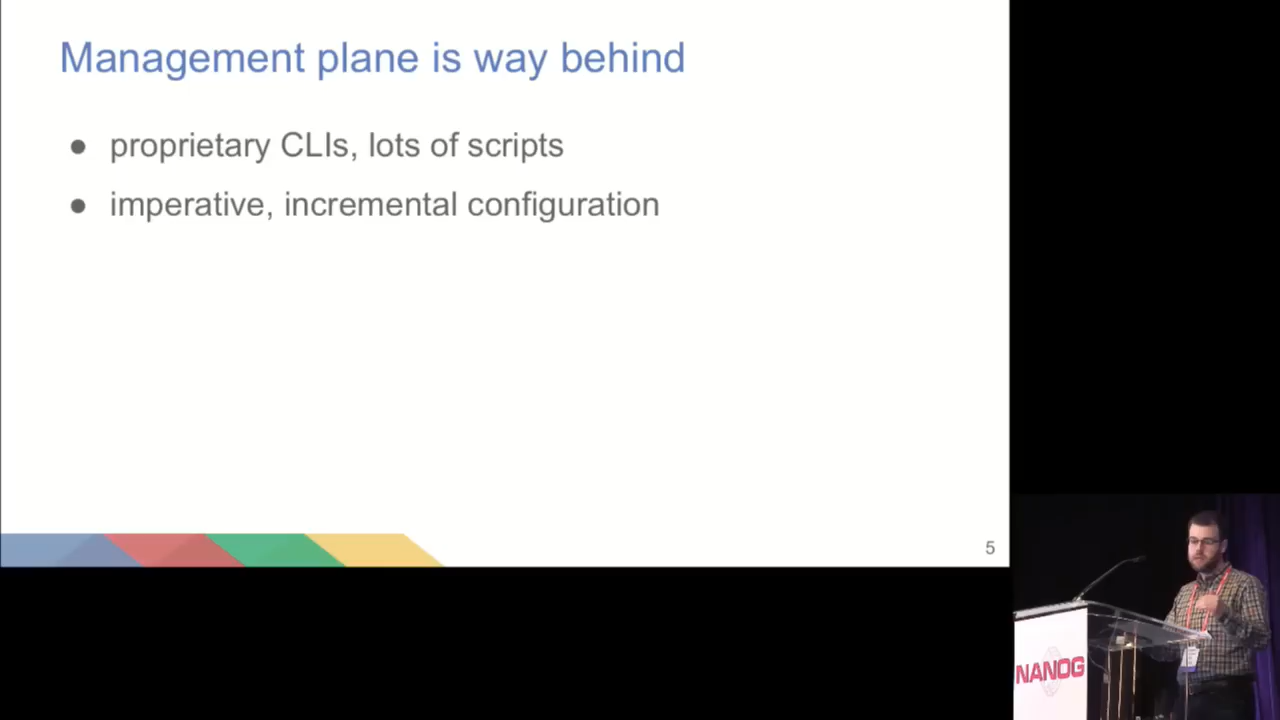 Management plane is way behind
● proprietary CLIs, lots of scripts
● imperative, incremental configuration
5
NANOG